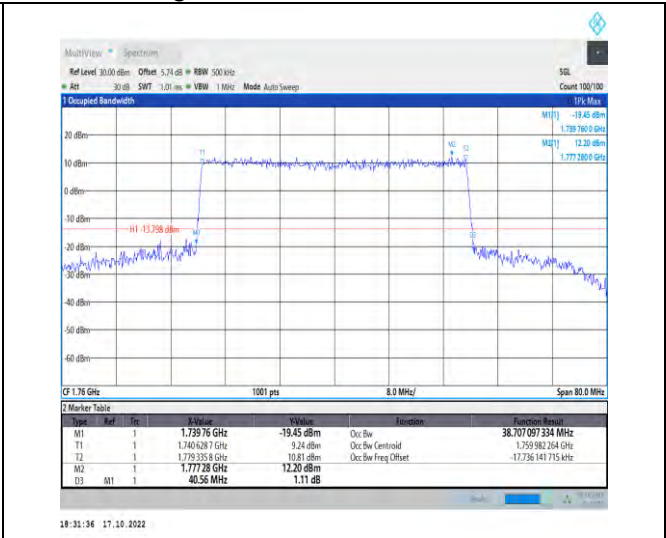 MultiView Spectrum
Ref Level 30.00 dBm Offset 5.74 dB RBW 500 kHz SGL
Att 30 dB SWT 1.01 ms VBW 1 MHz Mode Auto Sweep Count 100/100
1 Occupied Bandwidth 1Pk Max
M1[1] -19.45 dBm
1.739 760 0 GHz
M2[1] 12.20 dBm
1.777 280 0 GHz
20 dBm
10 dBm
0 dBm
-10 dBm
H1 -13.798 dBm
-20 dBm
-30 dBm
-40 dBm
-50 dBm
-60 dBm
T1
M2
T2
M1
D3
CF 1.76 GHz 1001 pts 8.0 MHz/ Span 80.0 MHz
2 Marker Table
Type Ref Trc X-Value Y-Value Function Function Result
M1 1 1.739 76 GHz -19.45 dBm Occ Bw 38.707 097 334 MHz
T1 1 1.740 628 7 GHz 9.24 dBm Occ Bw Centroid 1.759 982 264 GHz
T2 1 1.779 335 8 GHz 10.81 dBm Occ Bw Freq Offset -17.736 141 715 kHz
M2 1 1.777 28 GHz 12.20 dBm
D3 M1 1 40.56 MHz 1.11 dB
18:31:36 17.10.2022